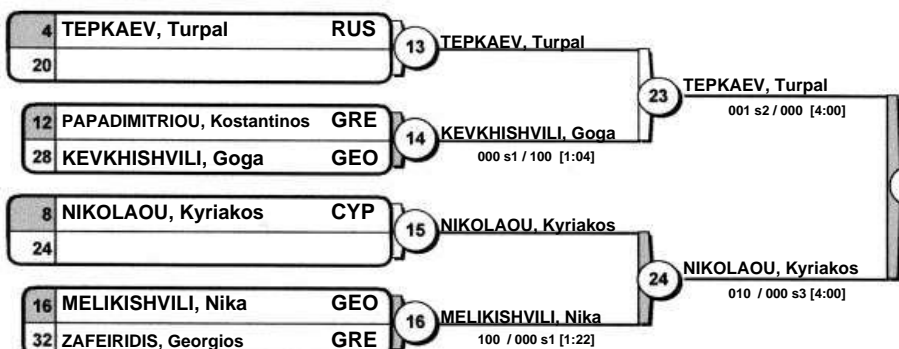 4 TEPKAEV, Turpal RUS
20
13 TEPKAEV, Turpal
12 PAPADIMITRIOU, Kostantinos GRE
28 KEVKHISHVILI, Goga GEO
14 KEVKHISHVILI, Goga
000 s1 / 100 [1:04]
23 TEPKAEV, Turpal
001 s2 / 000 [4:00]
8 NIKOLAOU, Kyriakos CYP
24
15 NIKOLAOU, Kyriakos
16 MELIKISHVILI, Nika GEO
32 ZAFEIRIDIS, Georgios GRE
16 MELIKISHVILI, Nika
100 / 000 s1 [1:22]
24 NIKOLAOU, Kyriakos
010 / 000 s3 [4:00]